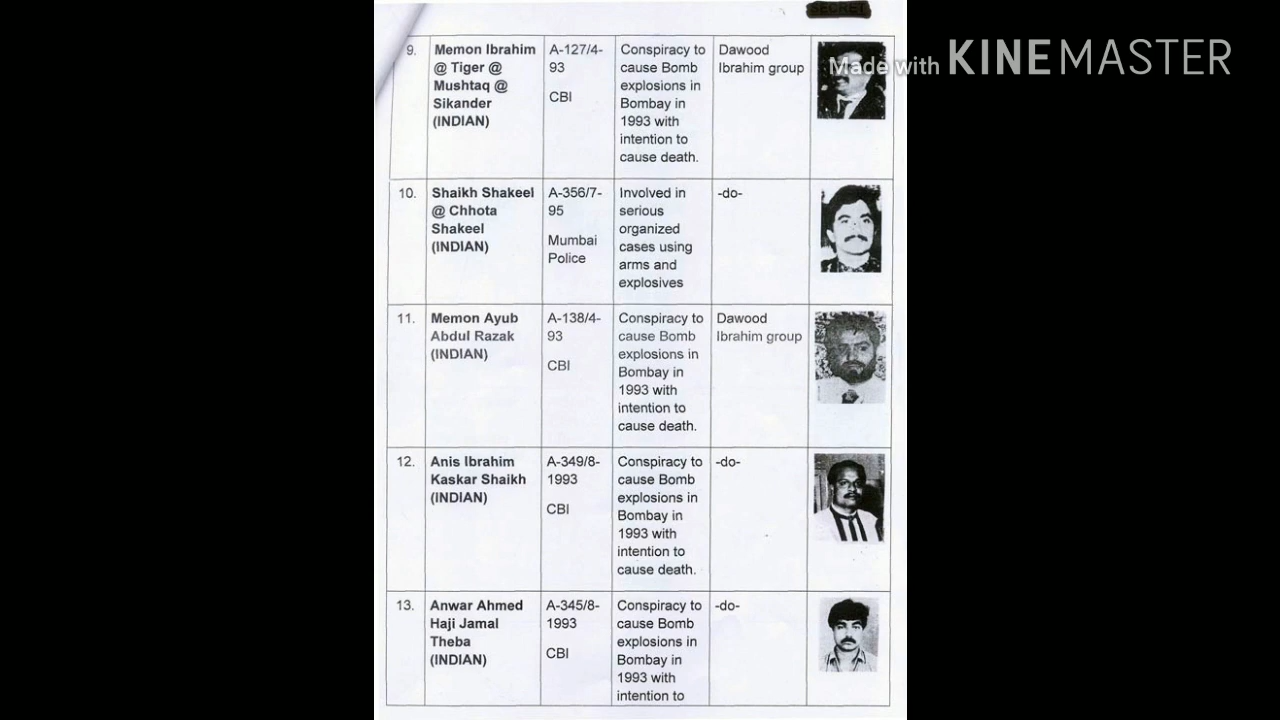 SECRET
Made with KINEMASTER
9. Memon Ibrahim @ Tiger @ Mushtaq @ Sikander (INDIAN) A-127/4-93 CBI Conspiracy to cause Bomb explosions in Bombay in 1993 with intention to cause death. Dawood Ibrahim group
10. Shaikh Shakeel @ Chhota Shakeel (INDIAN) A-356/7-95 Mumbai Police Involved in serious organized cases using arms and explosives -do-
11. Memon Ayub Abdul Razak (INDIAN) A-138/4-93 CBI Conspiracy to cause Bomb explosions in Bombay in 1993 with intention to cause death. Dawood Ibrahim group
12. Anis Ibrahim Kaskar Shaikh (INDIAN) A-349/8-1993 CBI Conspiracy to cause Bomb explosions in Bombay in 1993 with intention to cause death. -do-
13. Anwar Ahmed Haji Jamal Theba (INDIAN) A-345/8-1993 CBI Conspiracy to cause Bomb explosions in Bombay in 1993 with intention to -do-